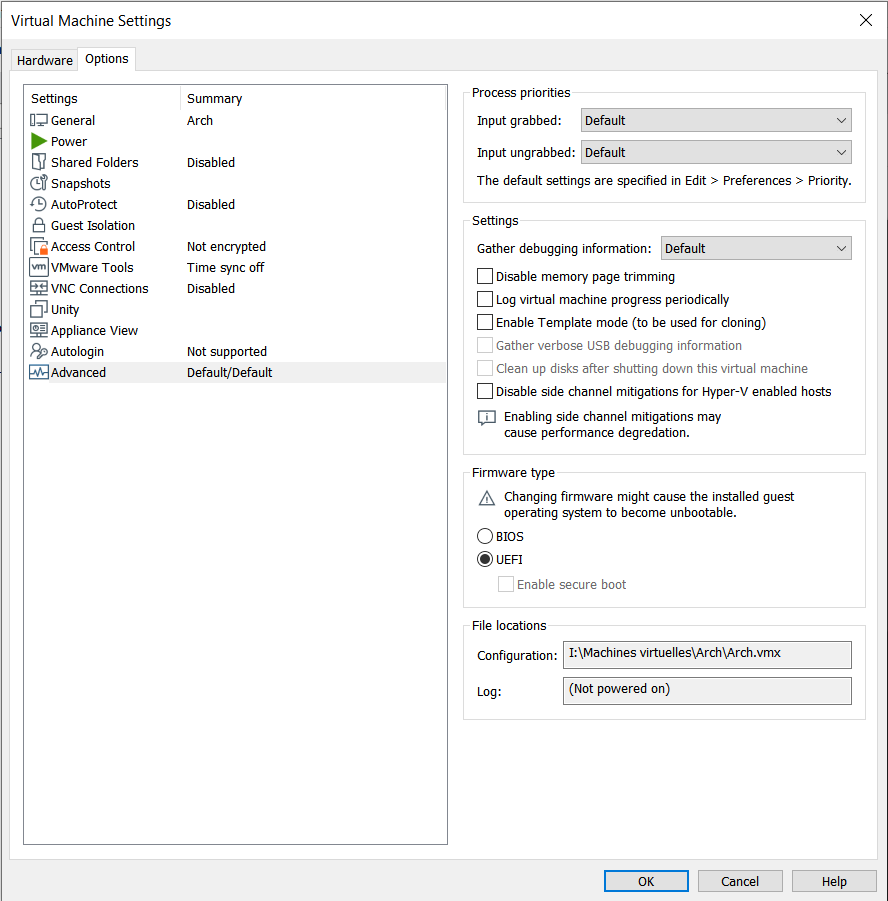 Virtual Machine Settings
Hardware Options
Settings Summary
General Arch
Power
Shared Folders Disabled
Snapshots
AutoProtect Disabled
Guest Isolation
Access Control Not encrypted
vm VMware Tools Time sync off
VNC Connections Disabled
Unity
Appliance View
Autologin Not supported
Advanced Default/Default
Process priorities
Input grabbed: Default
Input ungrabbed: Default
The default settings are specified in Edit > Preferences > Priority.
Settings
Gather debugging information: Default
Disable memory page trimming
Log virtual machine progress periodically
Enable Template mode (to be used for cloning)
Gather verbose USB debugging information
Clean up disks after shutting down this virtual machine
Disable side channel mitigations for Hyper-V enabled hosts
Enabling side channel mitigations may
cause performance degredation.
Firmware type
Changing firmware might cause the installed guest
operating system to become unbootable.
BIOS
UEFI
Enable secure boot
File locations
Configuration: I:\Machines virtuelles\Arch\Arch.vmx
Log: (Not powered on)
OK Cancel Help